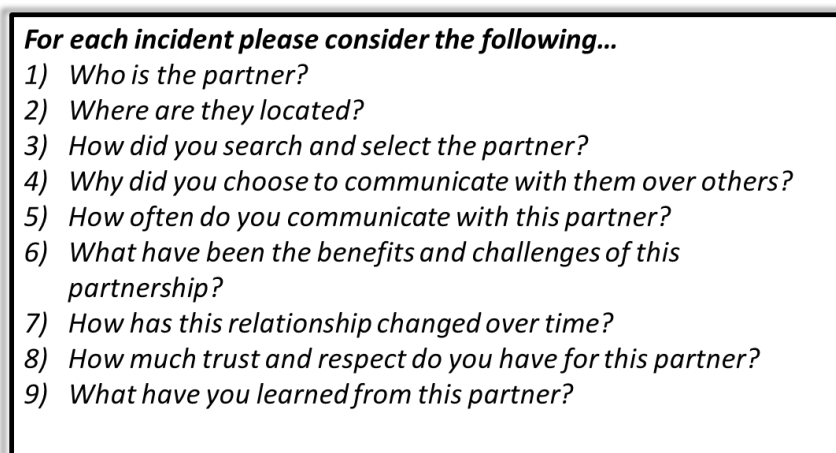 For each incident please consider the following...
1) Who is the partner?
2) Where are they located?
3) How did you search and select the partner?
4) Why did you choose to communicate with them over others?
5) How often do you communicate with this partner?
6) What have been the benefits and challenges of this
partnership?
7) How has this relationship changed over time?
8) How much trust and respect do you have for this partner?
9) What have you learned from this partner?